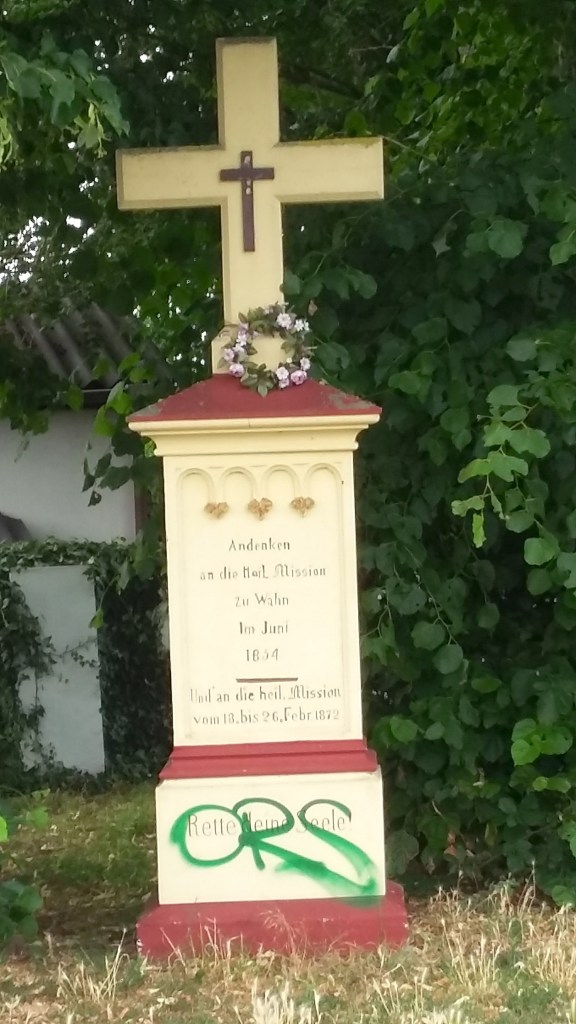 Andenken
an die Heil. Mission
zu Wahn
Im Juni
1854
Und an die heil. Mission
vom 18. bis 26. Febr 1872
Rette deine Seele!